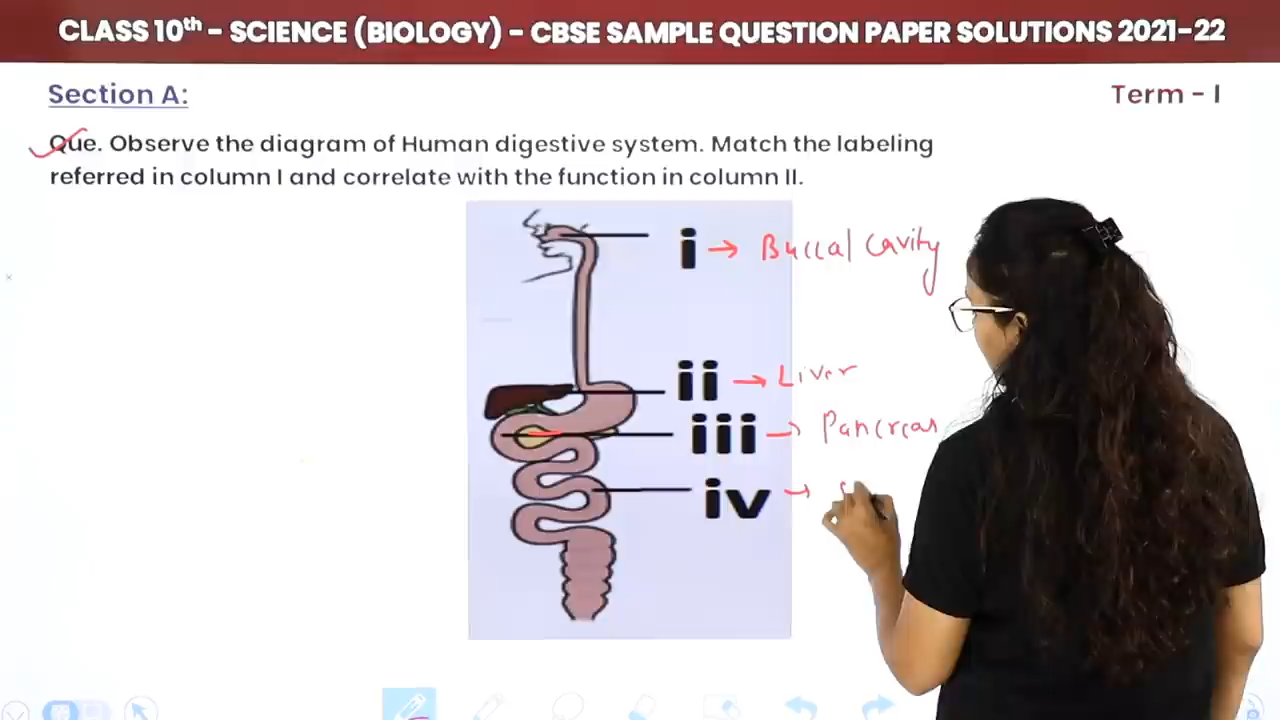 CLASS 10th - SCIENCE (BIOLOGY) - CBSE SAMPLE QUESTION PAPER SOLUTIONS 2021-22
Section A:
Term - I
Que. Observe the diagram of Human digestive system. Match the labeling
referred in column I and correlate with the function in column II.
i → Buccal Cavity
ii → Liver
iii → Pancreas
iv →